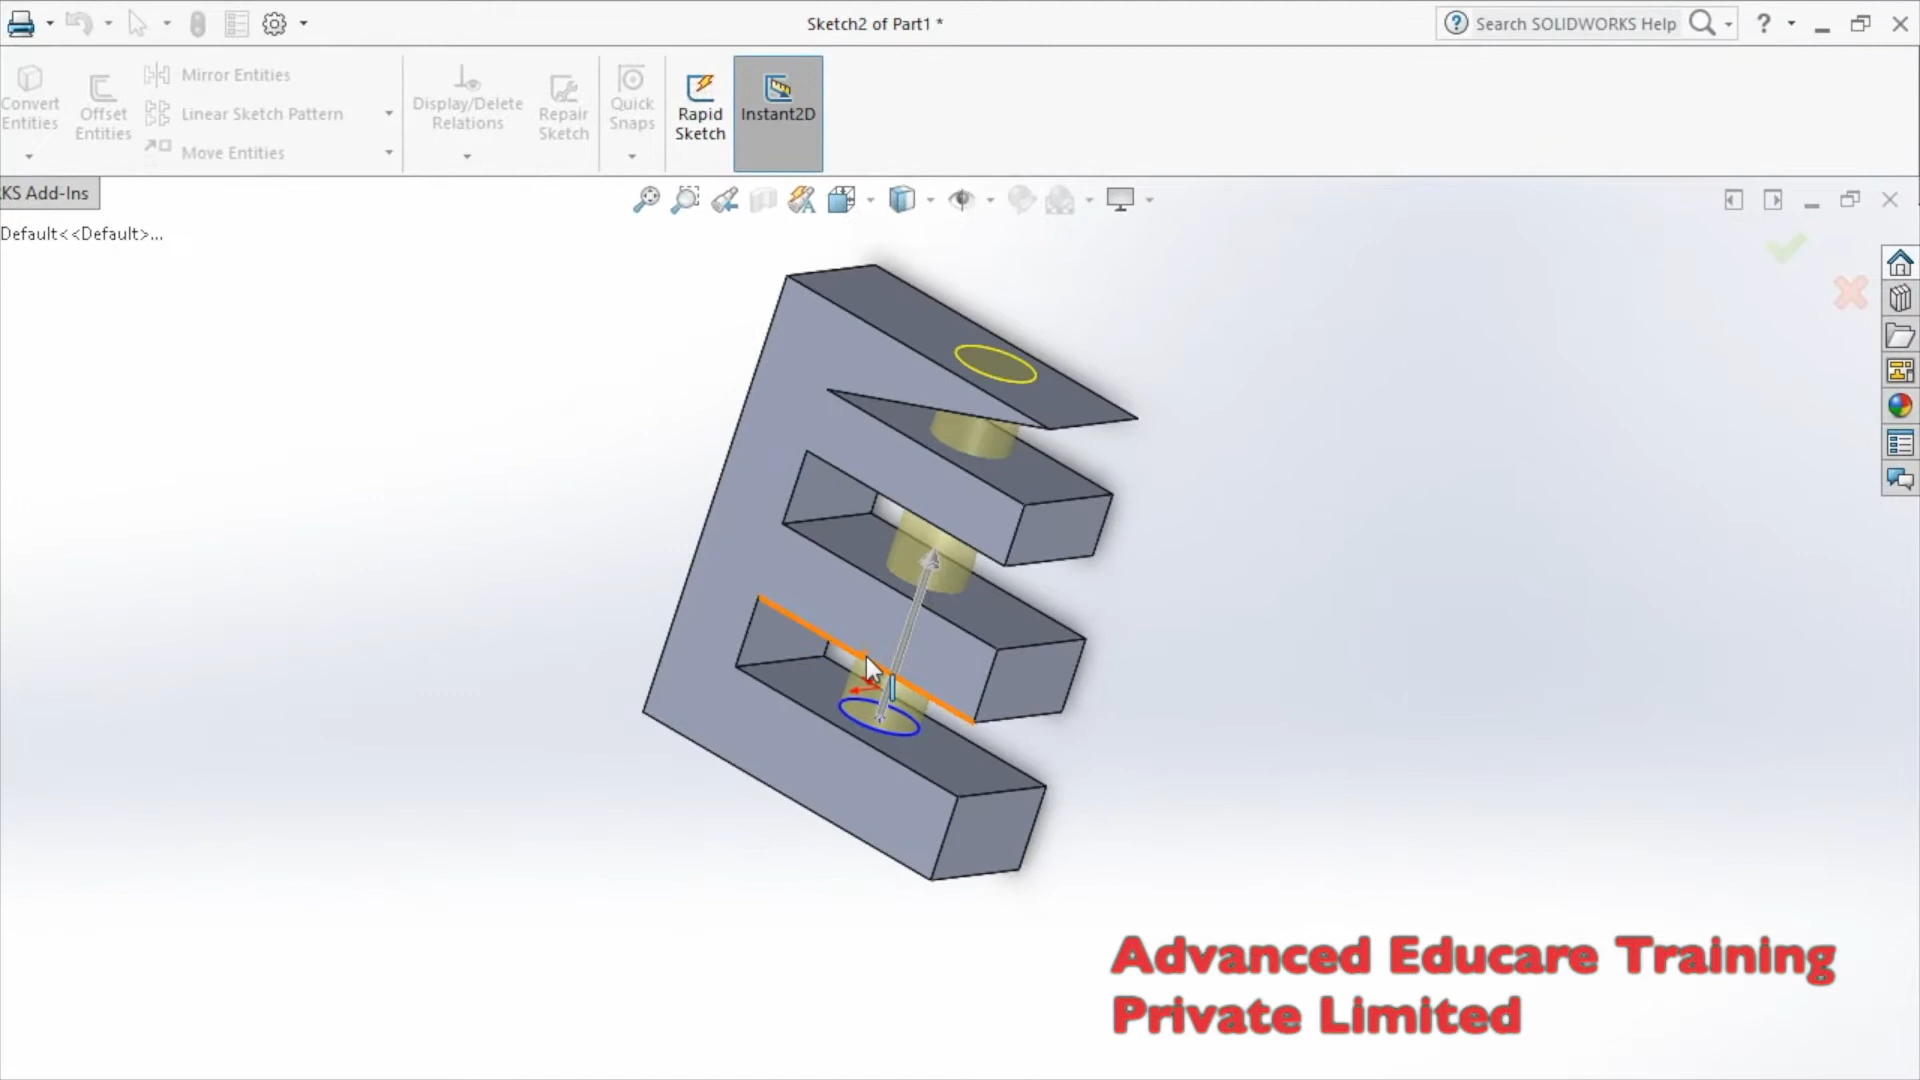 Sketch2 of Part1 *
Search SOLIDWORKS Help
?
Convert
Entities
Offset
Entities
Mirror Entities
Linear Sketch Pattern
Move Entities
Display/Delete
Relations
Repair
Sketch
Quick
Snaps
Rapid
Sketch
Instant2D
KS Add-Ins
Default<<Default>...
Advanced Educare Training
Private Limited